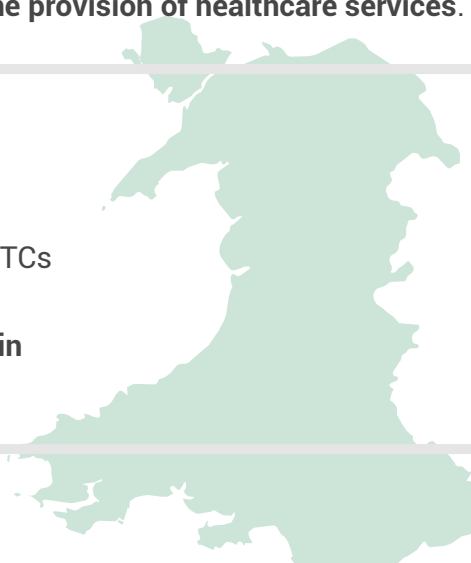 he provision of healthcare services.
TCs
in